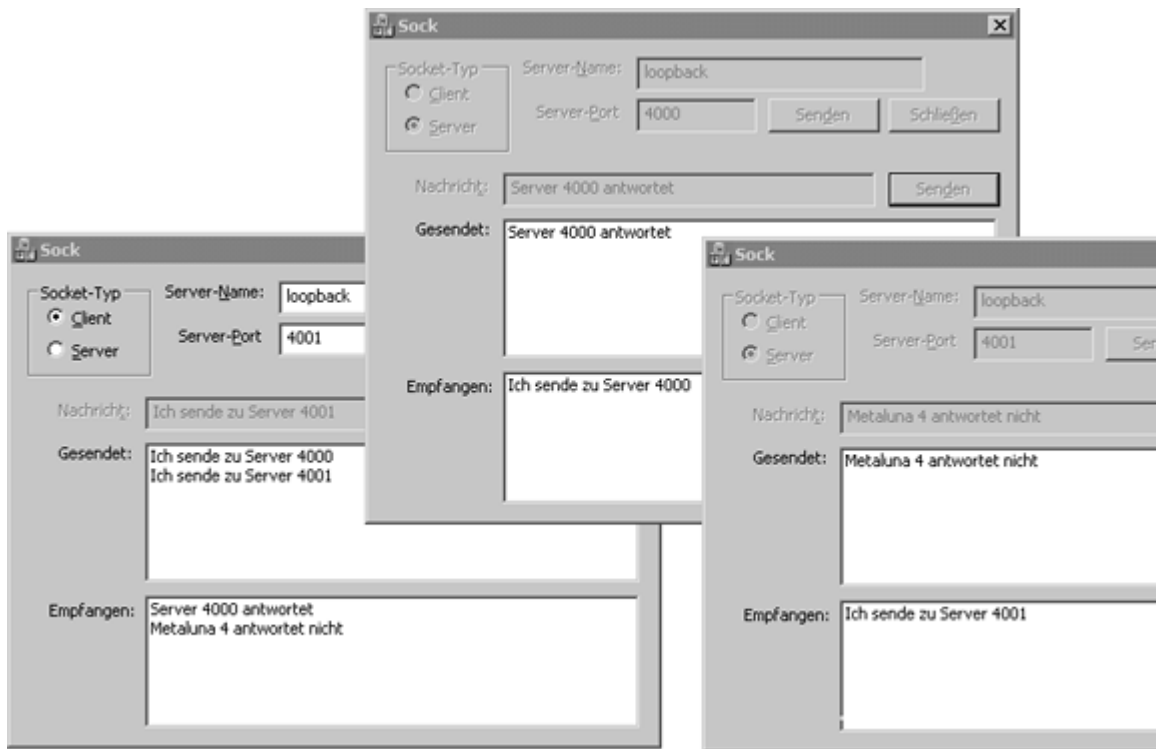 Sock
Socket-Typ
Client
Server
Server-Name:
loopback
Server-Port
4000
Senden
Schließen
Nachricht:
Server 4000 antwortet
Senden
Gesendet:
Server 4000 antwortet
Empfangen:
Ich sende zu Server 4000
Sock
Socket-Typ
Client
Server
Server-Name:
loopback
Server-Port
4001
Nachricht:
Ich sende zu Server 4001
Gesendet:
Ich sende zu Server 4000
Ich sende zu Server 4001
Empfangen:
Server 4000 antwortet
Metaluna 4 antwortet nicht
Sock
Socket-Typ
Client
Server
Server-Name:
loopback
Server-Port
4001
Nachricht:
Metaluna 4 antwortet nicht
Gesendet:
Metaluna 4 antwortet nicht
Empfangen:
Ich sende zu Server 4001